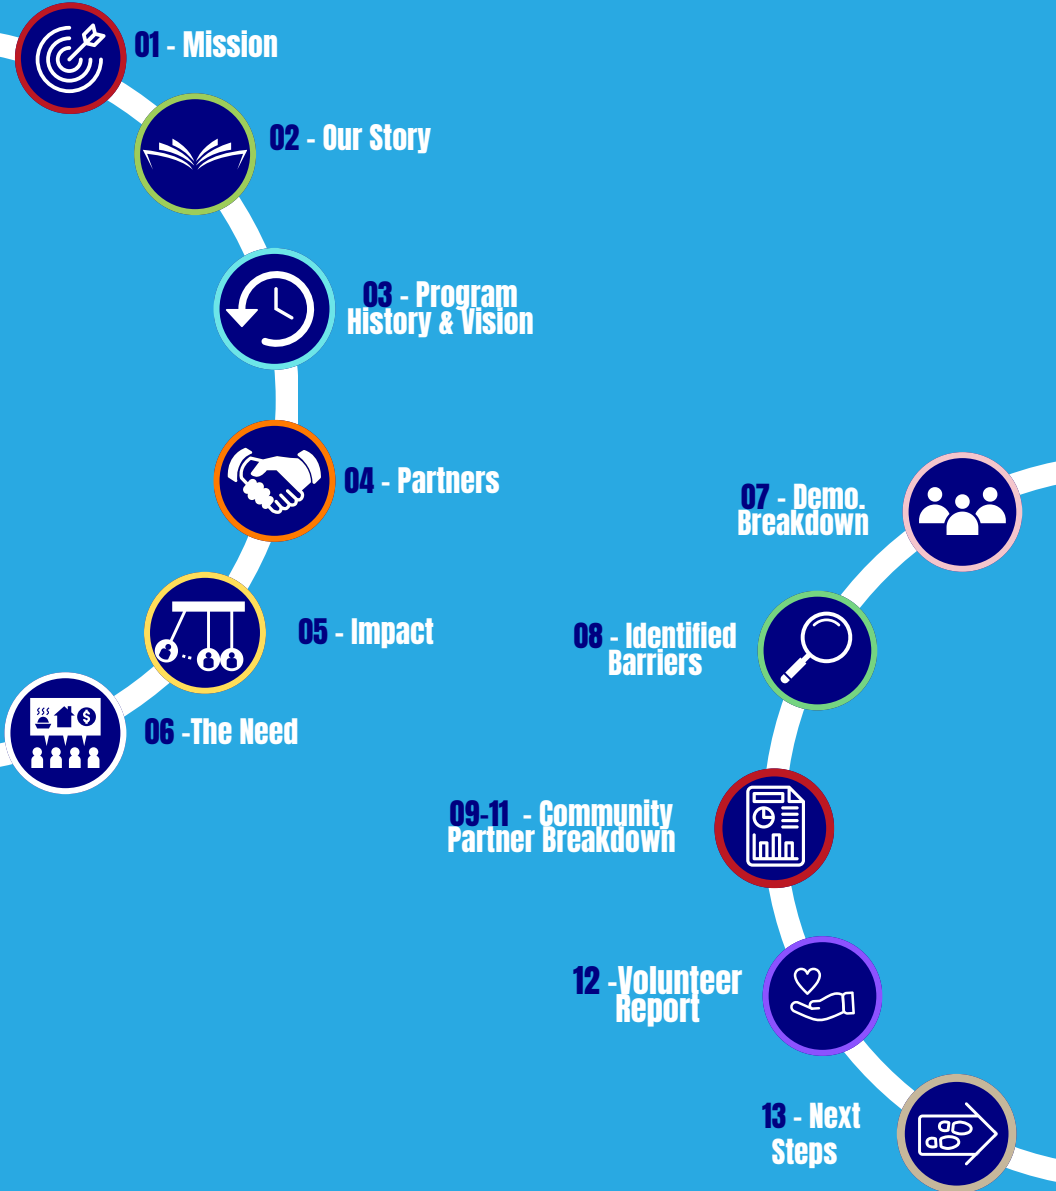 01 - Mission
02 - Our Story
03 - Program
History & Vision
04 - Partners
05 - Impact
06 -The Need
07 - Demo.
Breakdown
08 - Identified
Barriers
09-11 - Community
Partner Breakdown
12 -Volunteer
Report
13 - Next
Steps